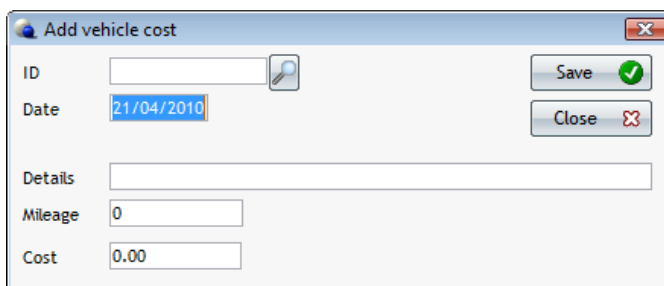 Add vehicle cost
ID
Save
Date 21/04/2010
Close
Details
Mileage 0
Cost 0.00